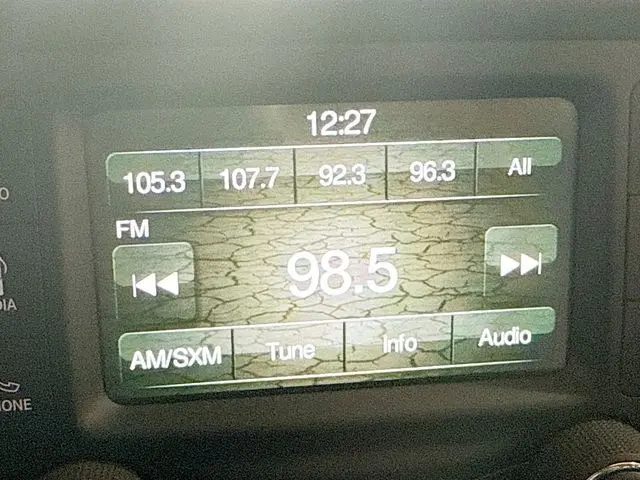 12:27
105.3 107.7 92.3 96.3 All
FM
98.5
AM/SXM Tune Info Audio